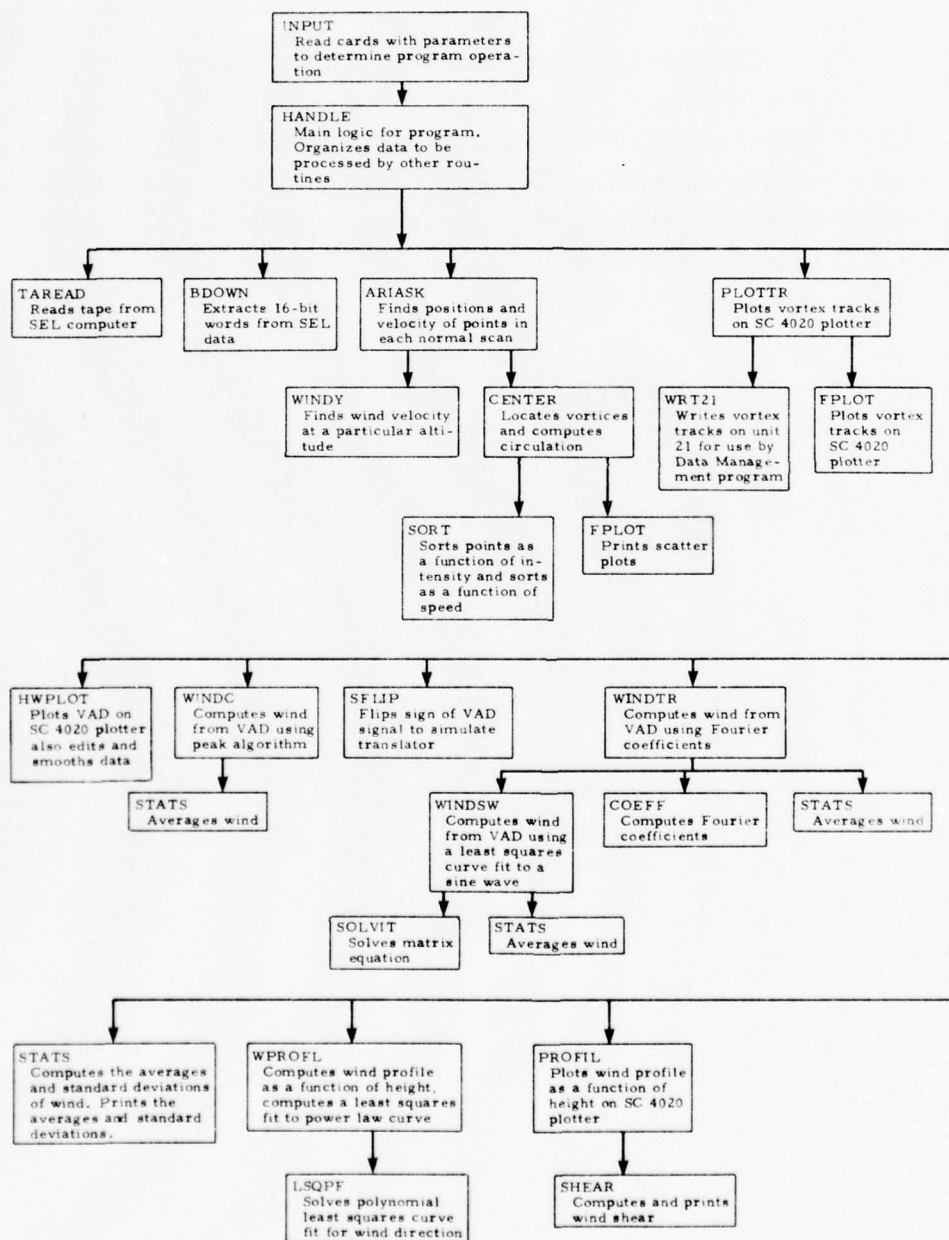 INPUT
Read cards with parameters
to determine program opera-
tion
HANDLE
Main logic for program.
Organizes data to be
processed by other rou-
tines
TAREAD
Reads tape from
SEL computer
BDOWN
Extracts 16-bit
words from SEL
data
ARIASK
Finds positions and
velocity of points in
each normal scan
PLOTTR
Plots vortex tracks
on SC 4020 plotter
WINDY
Finds wind velocity
at a particular alti-
tude
CENTER
Locates vortices
and computes
circulation
WRT21
Writes vortex
tracks on unit
21 for use by
Data Manage-
ment program
FPLOT
Plots vortex
tracks on
SC 4020
plotter
SORT
Sorts points as
a function of in-
tensity and sorts
as a function of
speed
FPLOT
Prints scatter
plots
HWPLOT
Plots VAD on
SC 4020 plotter
also edits and
smooths data
WINDC
Computes wind
from VAD using
peak algorithm
SFLIP
Flips sign of VAD
signal to simulate
translator
WINDTR
Computes wind from
VAD using Fourier
coefficients
STATS
Averages wind
WINDSW
Computes wind
from VAD using
a least squares
curve fit to a
sine wave
COEFF
Computes Fourier
coefficients
STATS
Averages wind
SOLVIT
Solves matrix
equation
STATS
Averages wind
STATS
Computes the averages
and standard deviations
of wind. Prints the
averages and standard
deviations.
WPROFL
Computes wind profile
as a function of height,
computes a least squares
fit to power law curve
PROFIL
Plots wind profile
as a function of
height on SC 4020
plotter
LSQPF
Solves polynomial
least squares curve
fit for wind direction
SHEAR
Computes and prints
wind shear